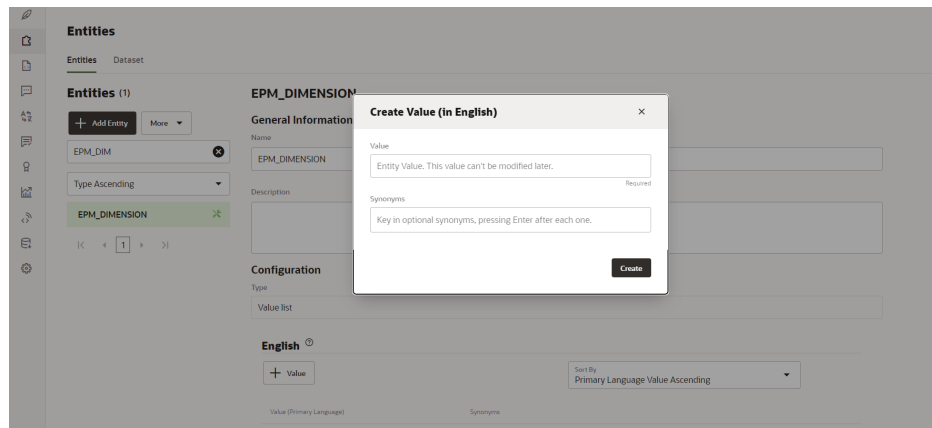 Entities
Entities Dataset
Entities (1)
+ Add Entity More
EPM_DIM
Type Ascending
EPM_DIMENSION
1
EPM_DIMENSION
General Information
Name
EPM_DIMENSION
Description
Configuration
Type
Value list
English
+ Value
Sort By
Primary Language Value Ascending
Value (Primary Language) Synonyms
Create Value (in English)
Value
Entity Value. This value can't be modified later.
Required
Synonyms
Key in optional synonyms, pressing Enter after each one.
Create